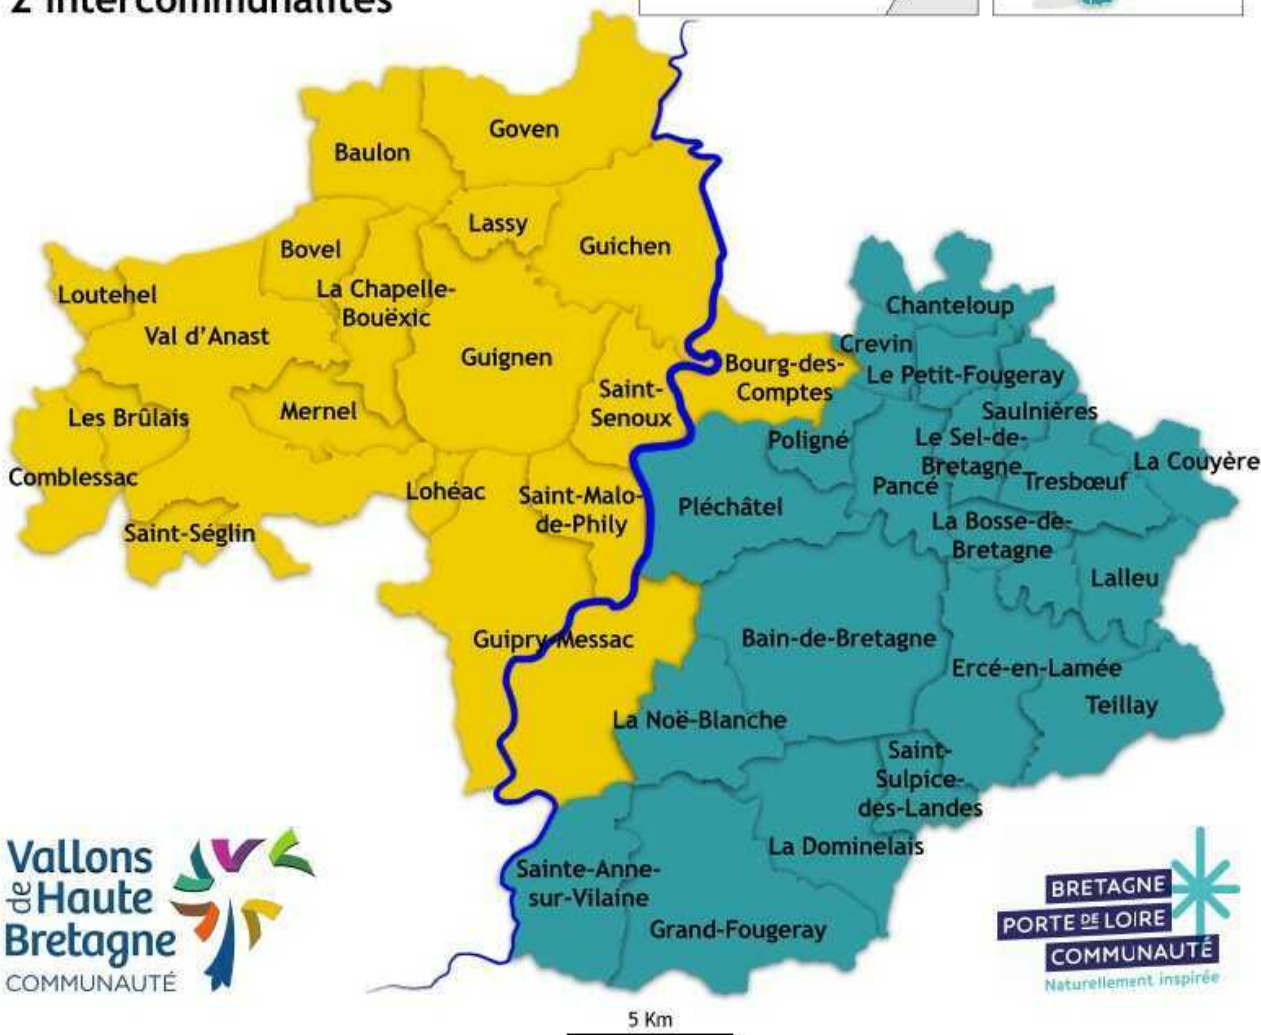 2 intercommunalités
Goven
Baulon
Lassy
Guichen
Bovel
La Chapelle-
Bouëxic
Loutehel
Val d'Anast
Guignen
Saint-
Senoux
Bourg-des-
Comptes
Chanteloup
Crevin
Le Petit-Fougeray
Les Brûlais
Mernel
Saulnières
Poligné
Le Sel-de-
Bretagne
La Couyère
Comblessac
Lohéac
Saint-Malo-
de-Phily
Pléchâtel
Pancé
Tresbœuf
Saint-Séglin
La Bosse-de-
Bretagne
Lalleu
Guipry-Messac
Bain-de-Bretagne
Ercé-en-Lamée
Teillay
La Noë-Blanche
Saint-
Sulpice-
des-Landes
La Dominelais
Sainte-Anne-
sur-Vilaine
Grand-Fougeray
Vallons
de Haute
Bretagne
COMMUNAUTÉ
BRETAGNE
PORTE DE LOIRE
COMMUNAUTÉ
Naturellement inspirée
5 Km